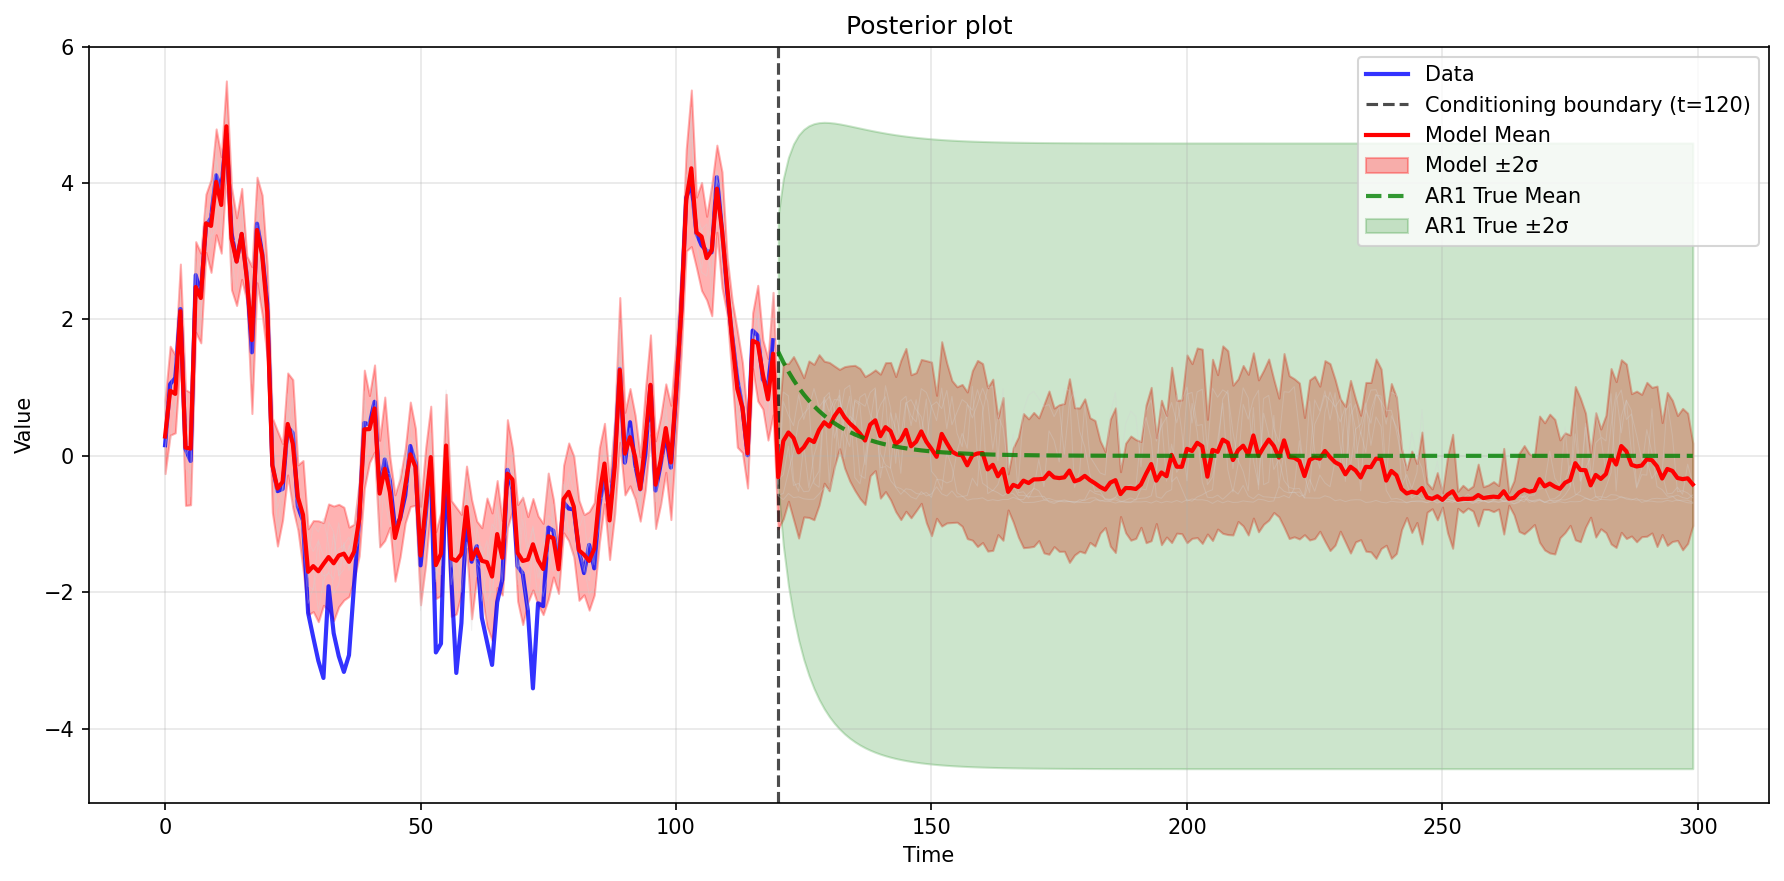 Posterior plot
Data
Conditioning boundary (t=120)
Model Mean
Model ±2σ
AR1 True Mean
AR1 True ±2σ
Value
6
4
2
0
−2
−4
0
50
100
150
200
250
300
Time